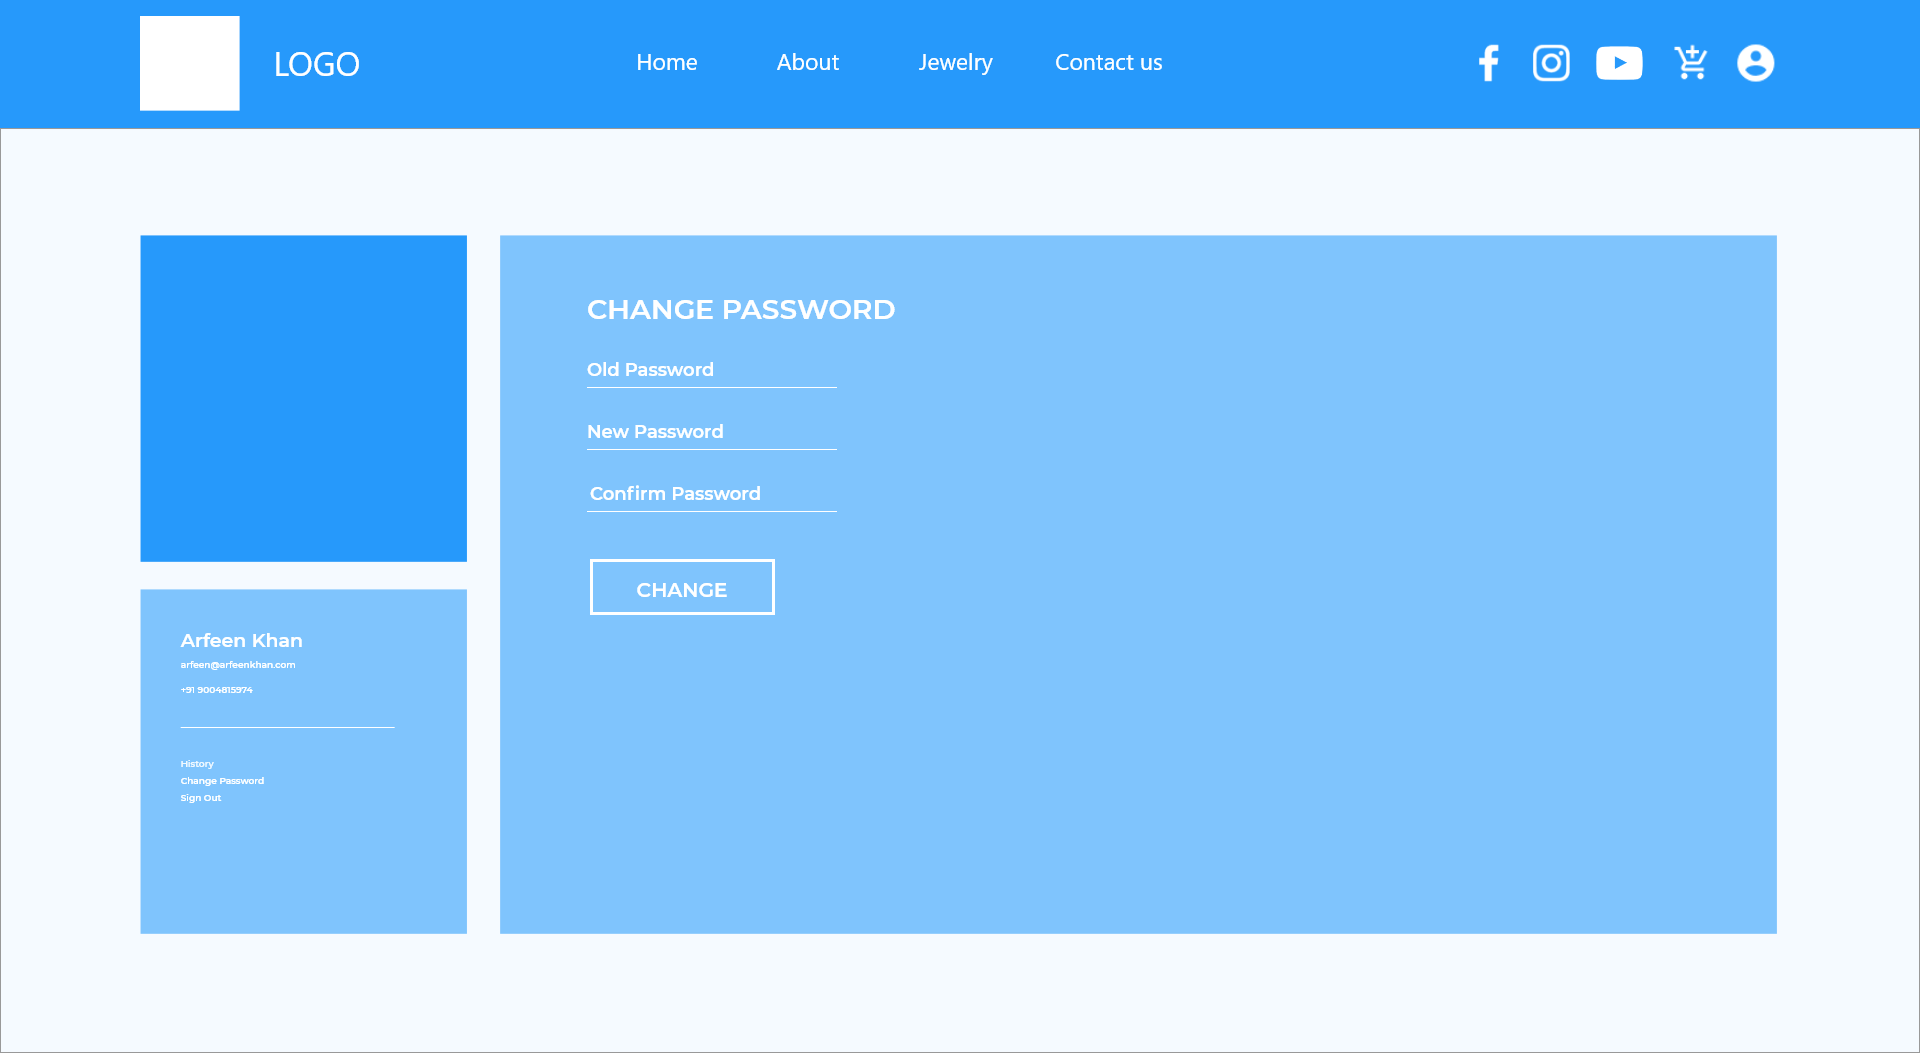 LOGO
Home About Jewelry Contact us
CHANGE PASSWORD
Old Password
New Password
Confirm Password
CHANGE
Arfeen Khan
arfeen@arfeenkhan.com
+91 9004815974
History
Change Password
Sign Out